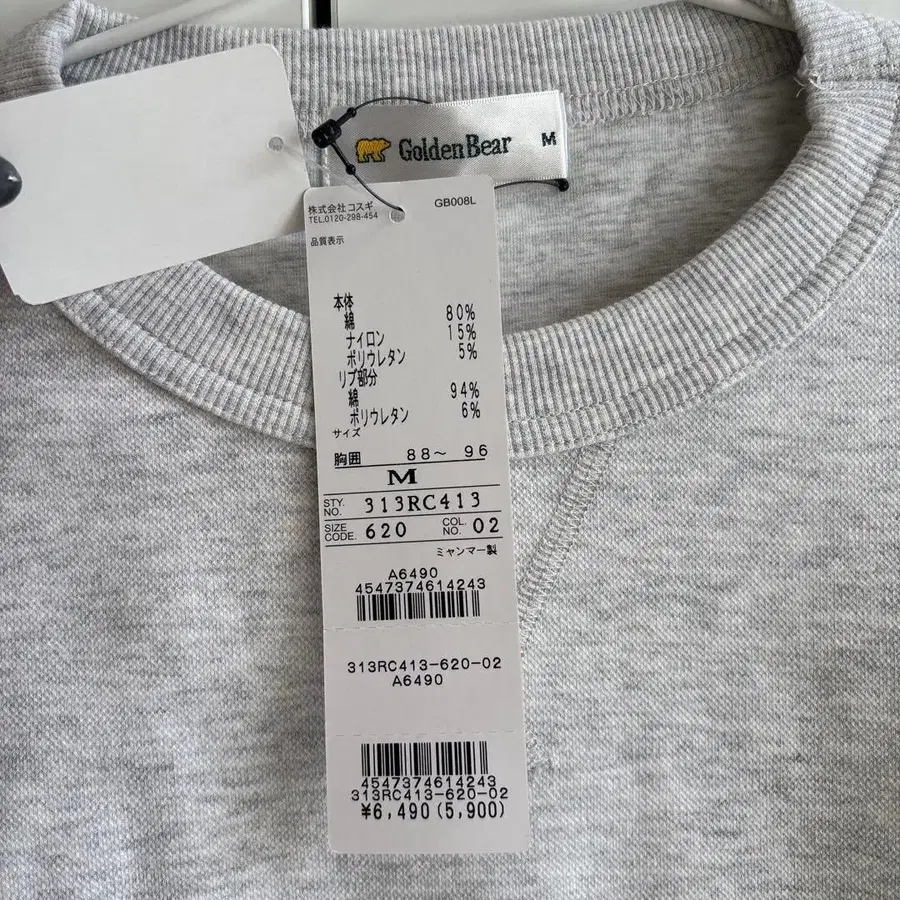 GoldenBear M
株式会社コスギ GB008L
TEL.0120-298-454
品質表示
本体
綿 80%
ナイロン 15%
ポリウレタン 5%
リブ部分
綿 94%
ポリウレタン 6%
サイズ
胸囲 88～ 96
M
STY. NO. 313RC413
SIZE CODE. 620 COL. NO. 02
ミャンマー製
A6490
4547374614243
313RC413-620-02
A6490
4547374614243
313RC413-620-02
¥6,490(5,900)